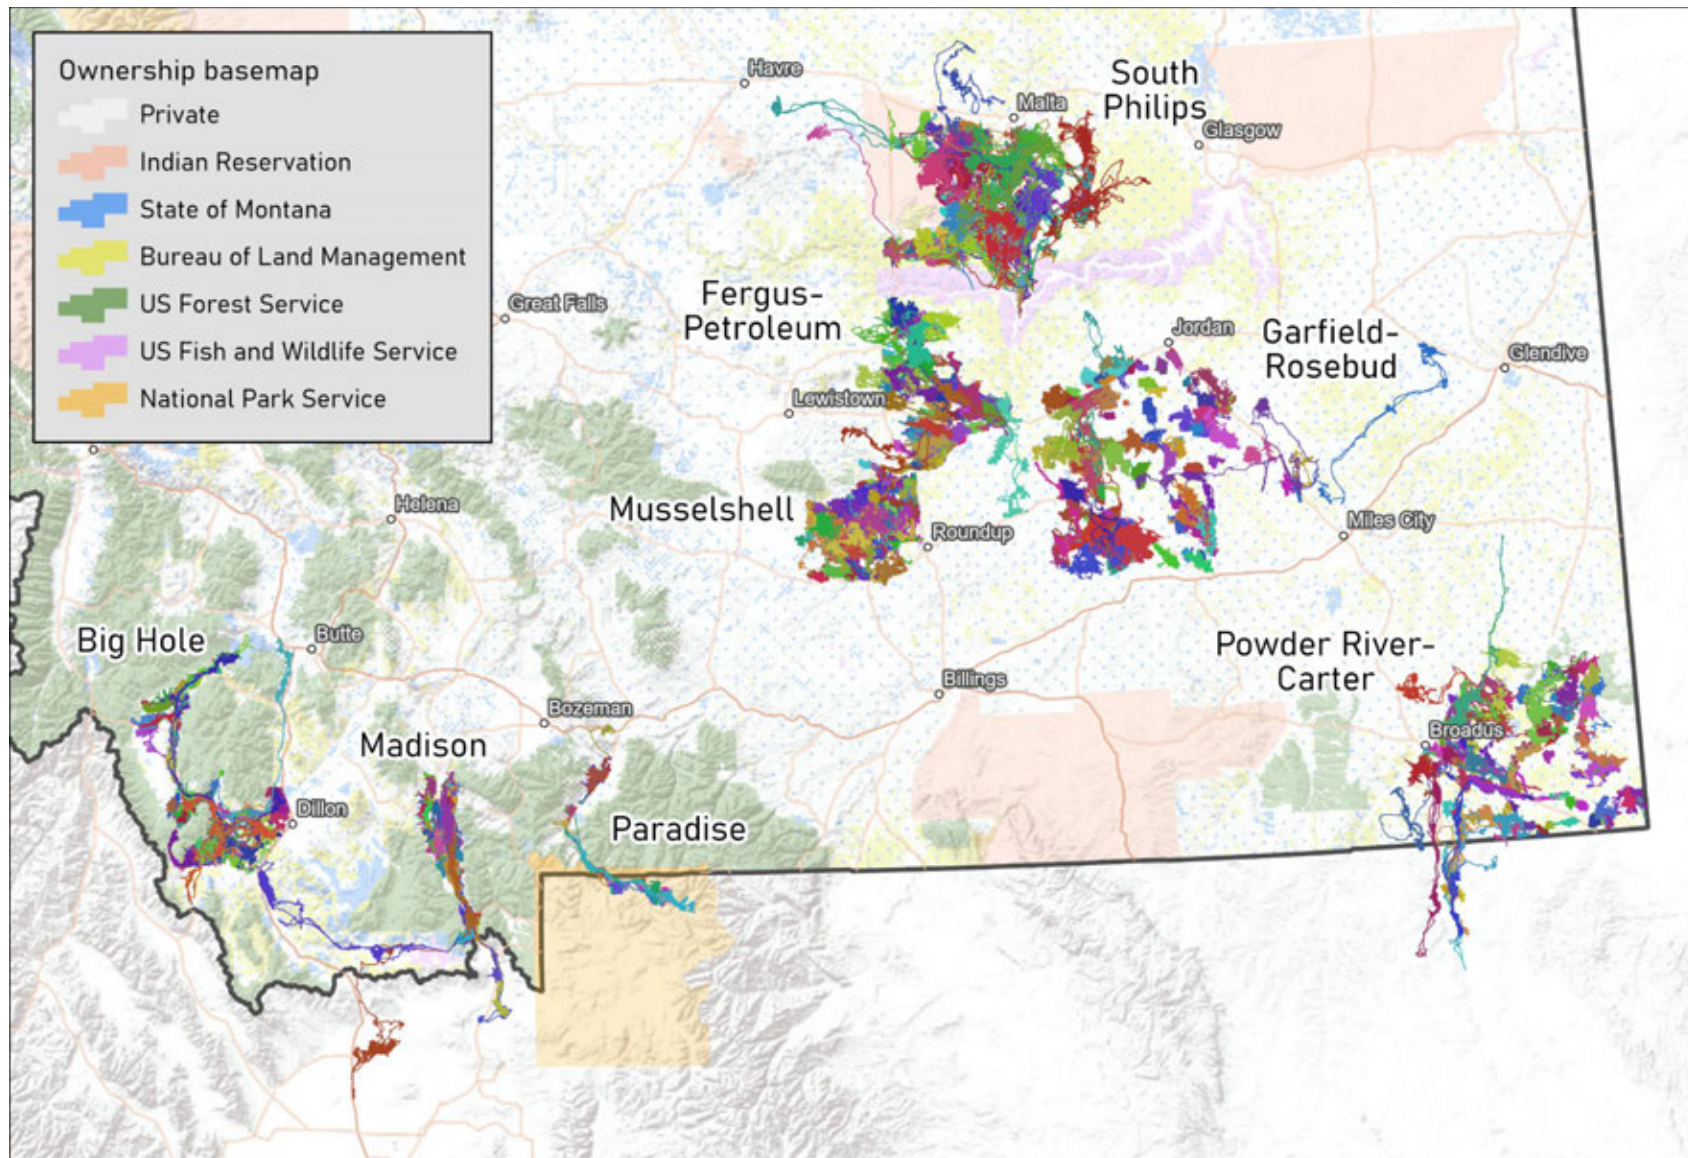 Ownership basemap
Private
Indian Reservation
State of Montana
Bureau of Land Management
US Forest Service
US Fish and Wildlife Service
National Park Service
Havre
South
Philips
Malta
Glasgow
Great Falls
Fergus-
Petroleum
Jordan
Garfield-
Rosebud
Glendive
Lewistown
Helena
Musselshell
Roundup
Miles City
Big Hole
Butte
Powder River-
Carter
Billings
Bozeman
Madison
Broadus
Dillon
Paradise